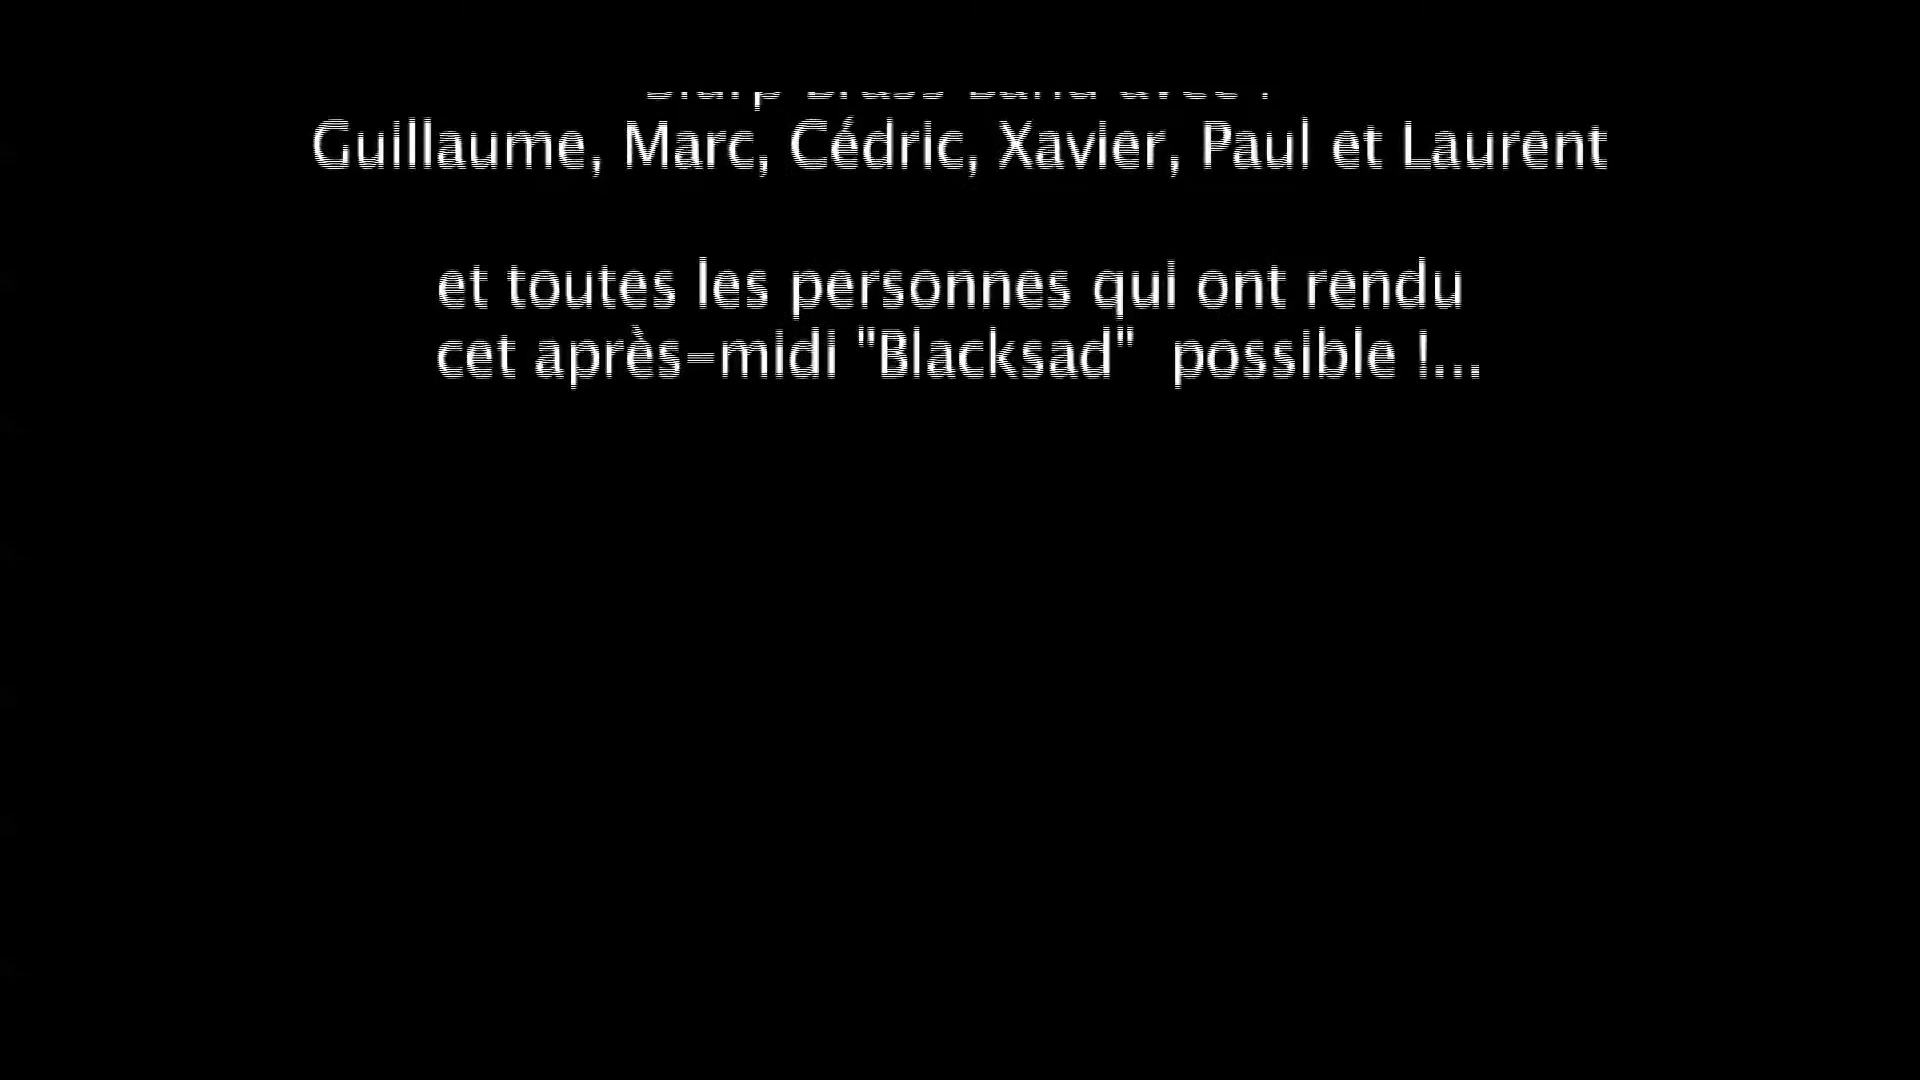 Guillaume, Marc, Cédric, Xavier, Paul et Laurent
et toutes les personnes qui ont rendu
cet après-midi "Blacksad" possible !...